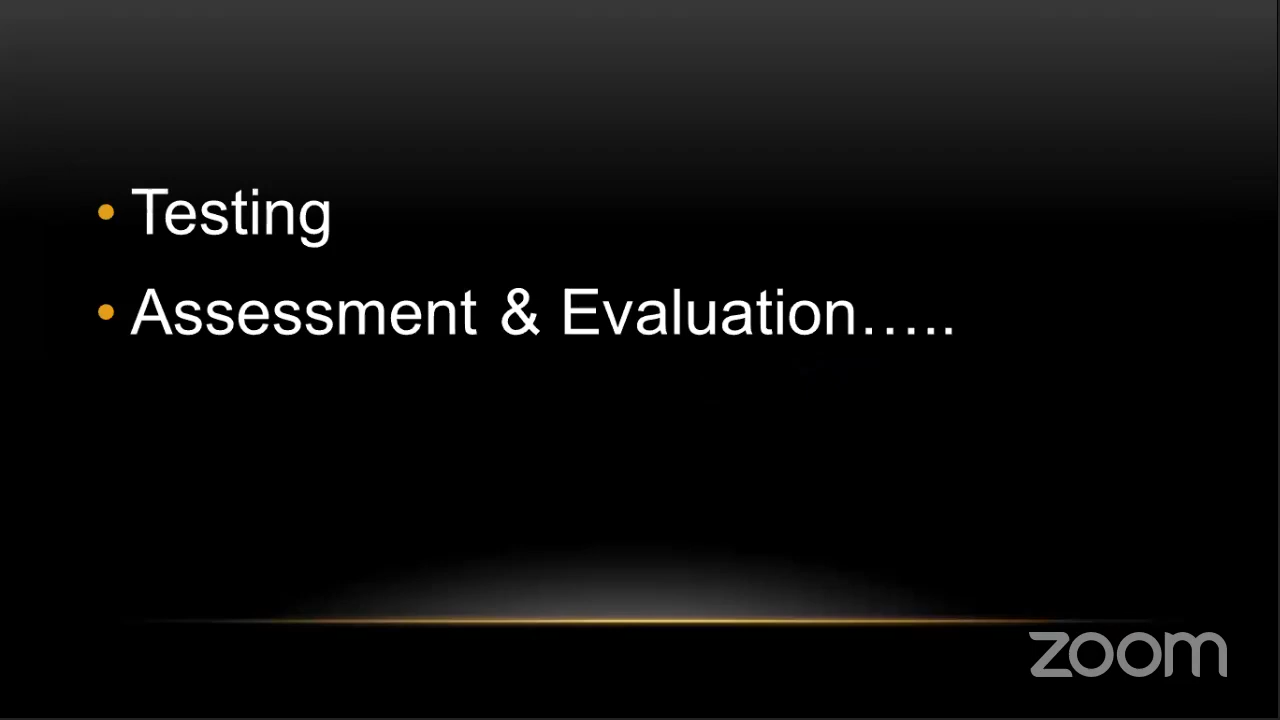 • Testing
• Assessment & Evaluation…..
zoom